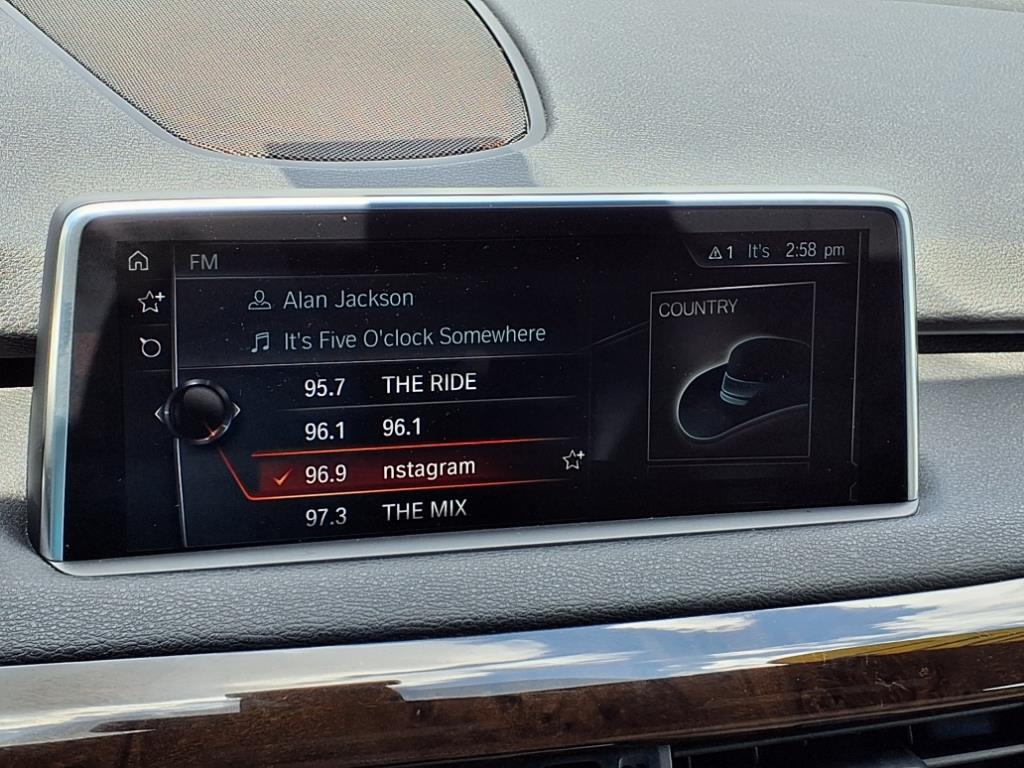 FM
1 It's 2:58 pm
Alan Jackson
It's Five O'clock Somewhere
COUNTRY
95.7 THE RIDE
96.1 96.1
96.9 nstagram
97.3 THE MIX